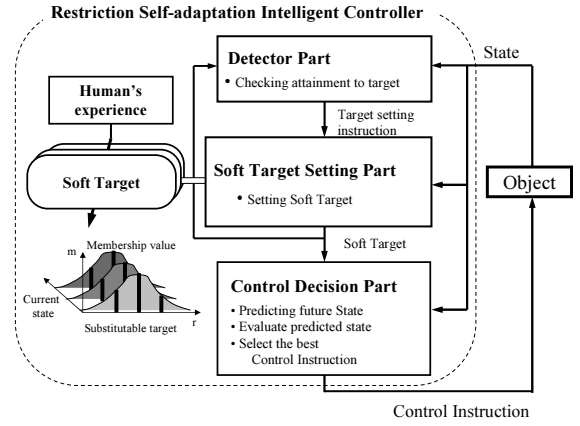 Restriction Self-adaptation Intelligent Controller
Detector Part
• Checking attainment to target
State
Human's
experience
Target setting
instruction
Soft Target
Soft Target Setting Part
• Setting Soft Target
Object
Membership value
m
Current
state
Substitutable target
r
Soft Target
Control Decision Part
• Predicting future State
• Evaluate predicted state
• Select the best
Control Instruction
Control Instruction